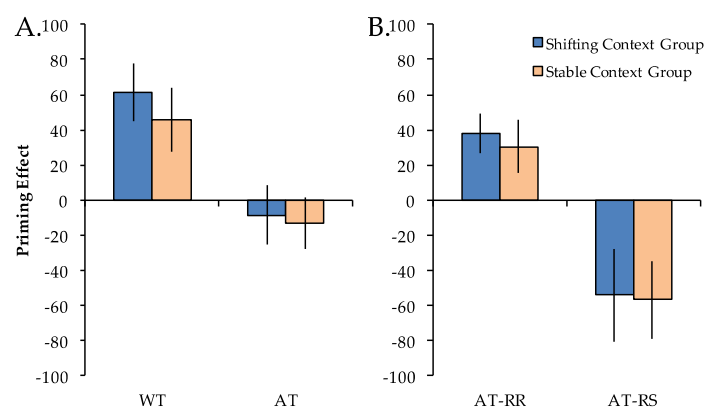 A.
Priming Effect
100
80
60
40
20
0
-20
-40
-60
-80
-100
WT
AT
B.
100
80
60
40
20
0
-20
-40
-60
-80
-100
Shifting Context Group
Stable Context Group
AT-RR
AT-RS